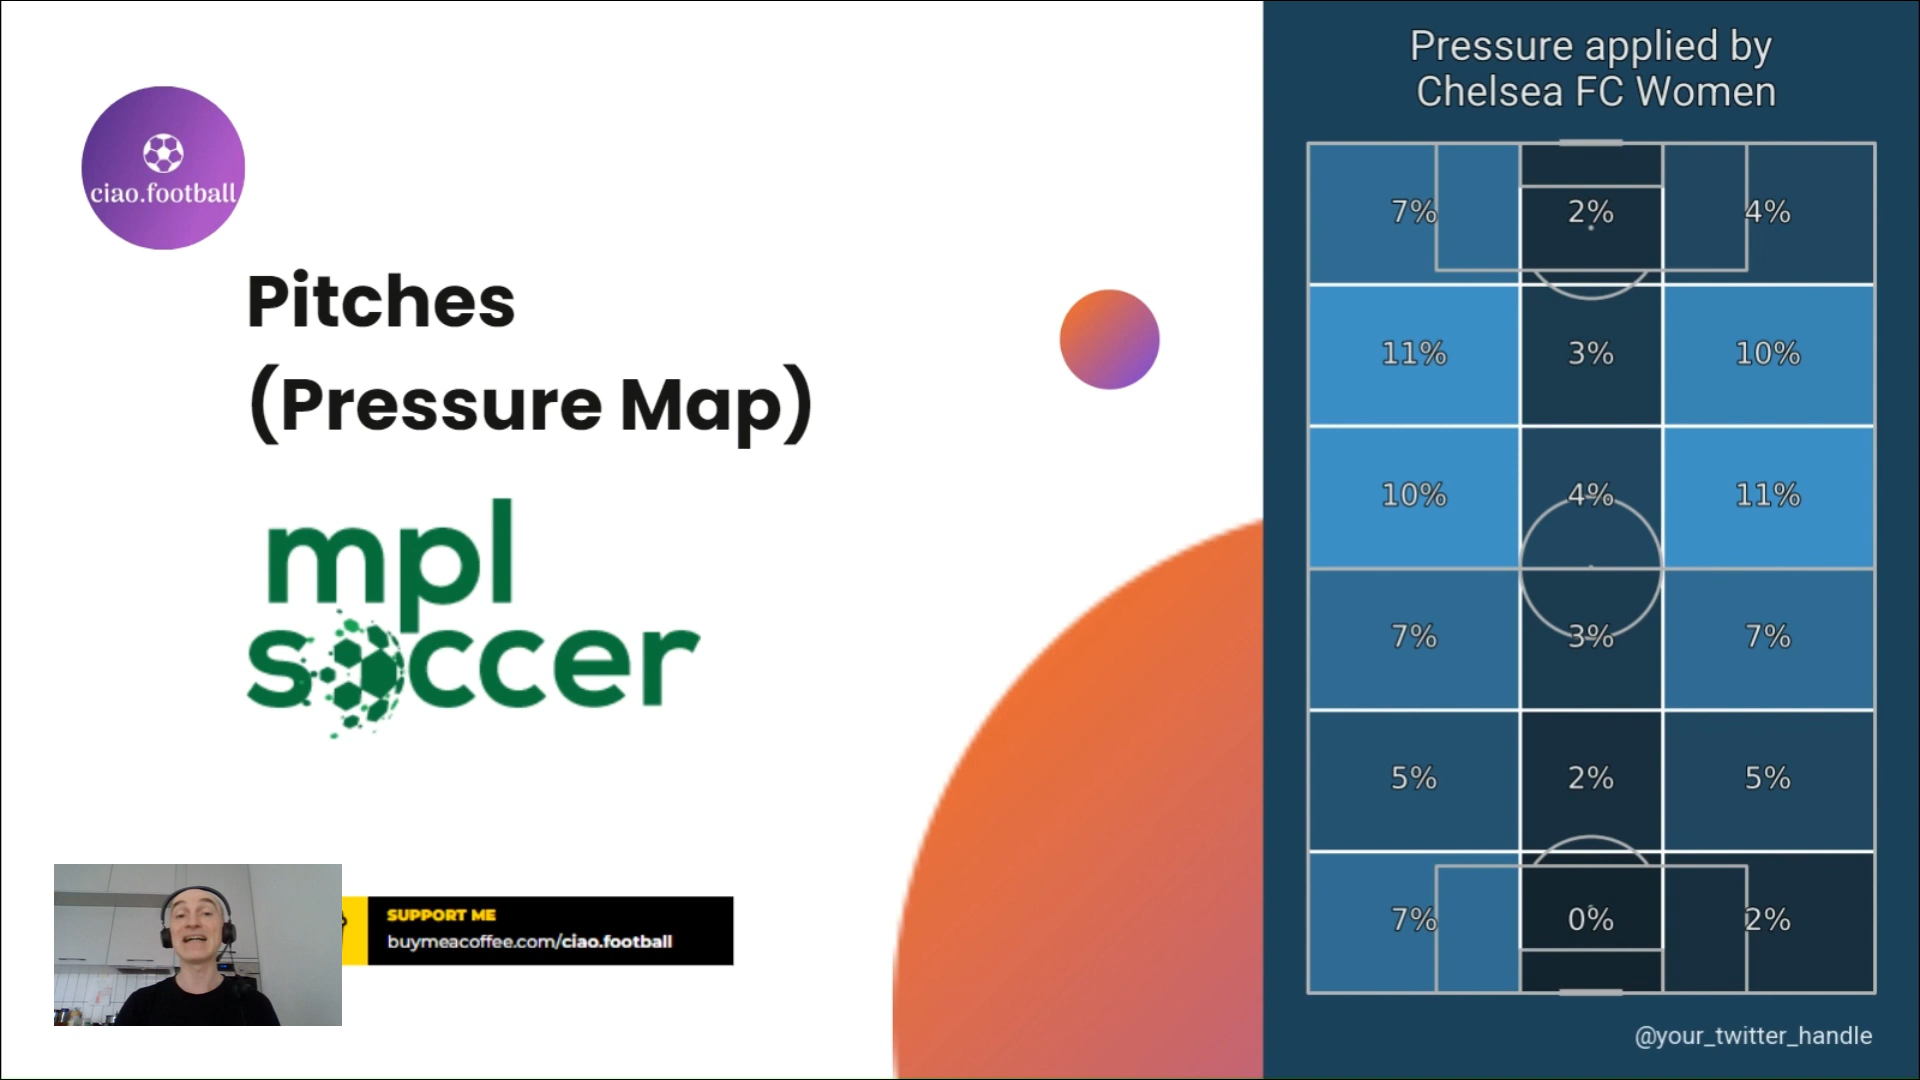 ciao.football
Pitches
(Pressure Map)
mpl
soccer
SUPPORT ME
buymeacoffee.com/ciao.football
Pressure applied by
Chelsea FC Women
7% 2% 4%
11% 3% 10%
10% 4% 11%
7% 3% 7%
5% 2% 5%
7% 0% 2%
@your_twitter_handle